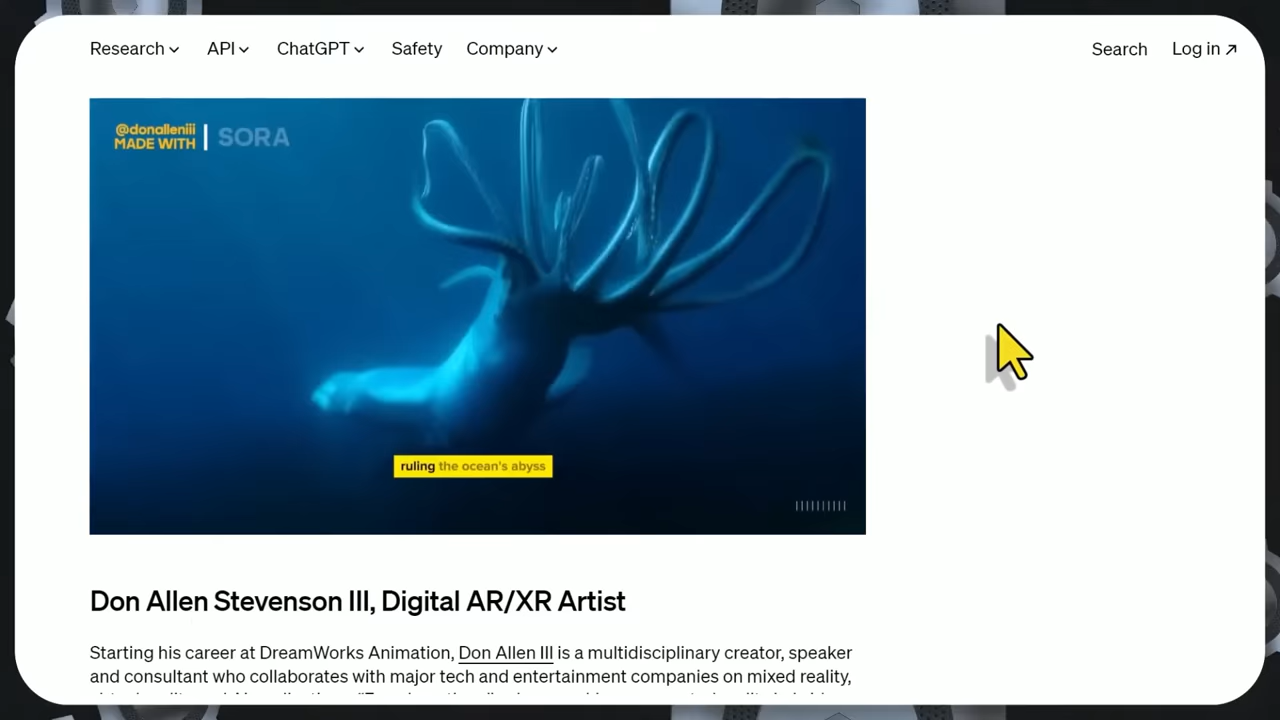 Research API ChatGPT Safety Company Search Log in
@donalleniii
MADE WITH SORA
ruling the ocean's abyss
Don Allen Stevenson III, Digital AR/XR Artist
Starting his career at DreamWorks Animation, Don Allen III is a multidisciplinary creator, speaker
and consultant who collaborates with major tech and entertainment companies on mixed reality,